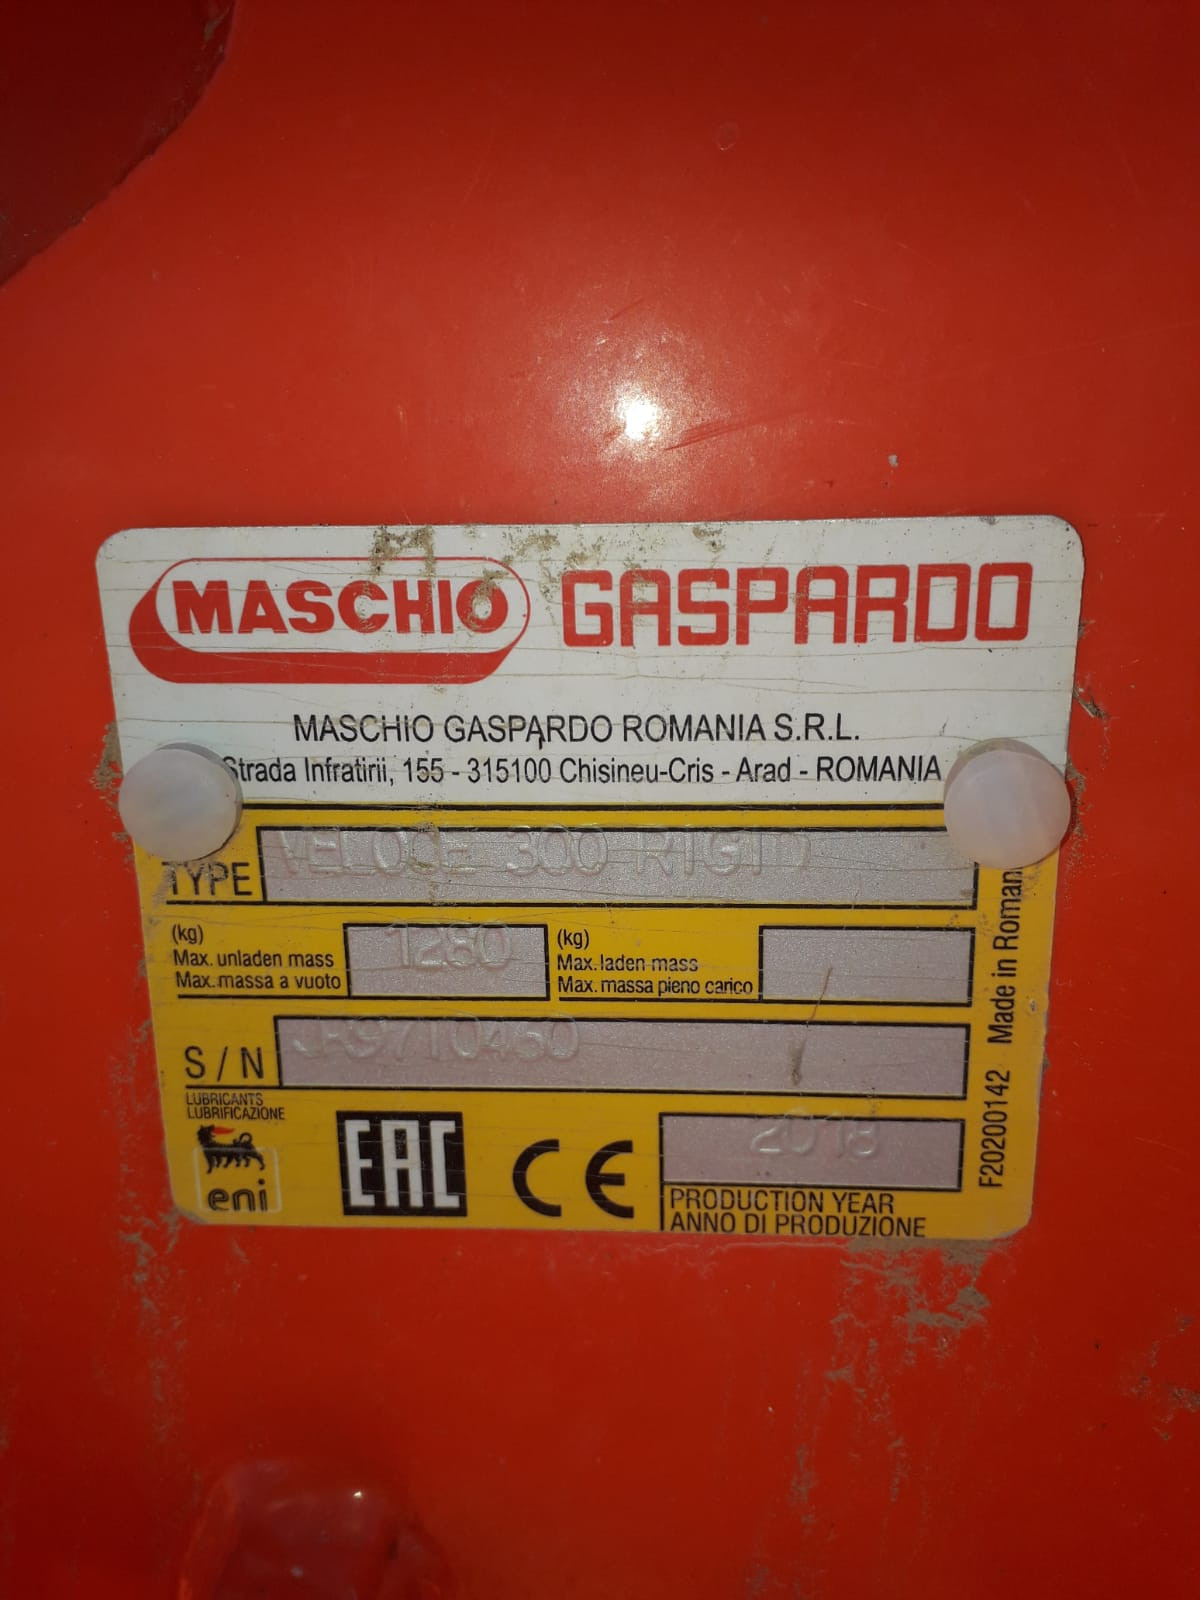 MASCHIO GASPARDO
MASCHIO GASPARDO ROMANIA S.R.L.
Strada Infratirii, 155 - 315100 Chisineu-Cris - Arad - ROMANIA
TYPE VELOCE 300 RIGID
(kg)
Max. unladen mass
Max. massa a vuoto
1280
(kg)
Max. laden mass
Max. massa pieno carico
S / N
LUBRICANTS
LUBRIFICAZIONE
eni
EAC
CE
2018
PRODUCTION YEAR
ANNO DI PRODUZIONE
F20200142 Made in Roman